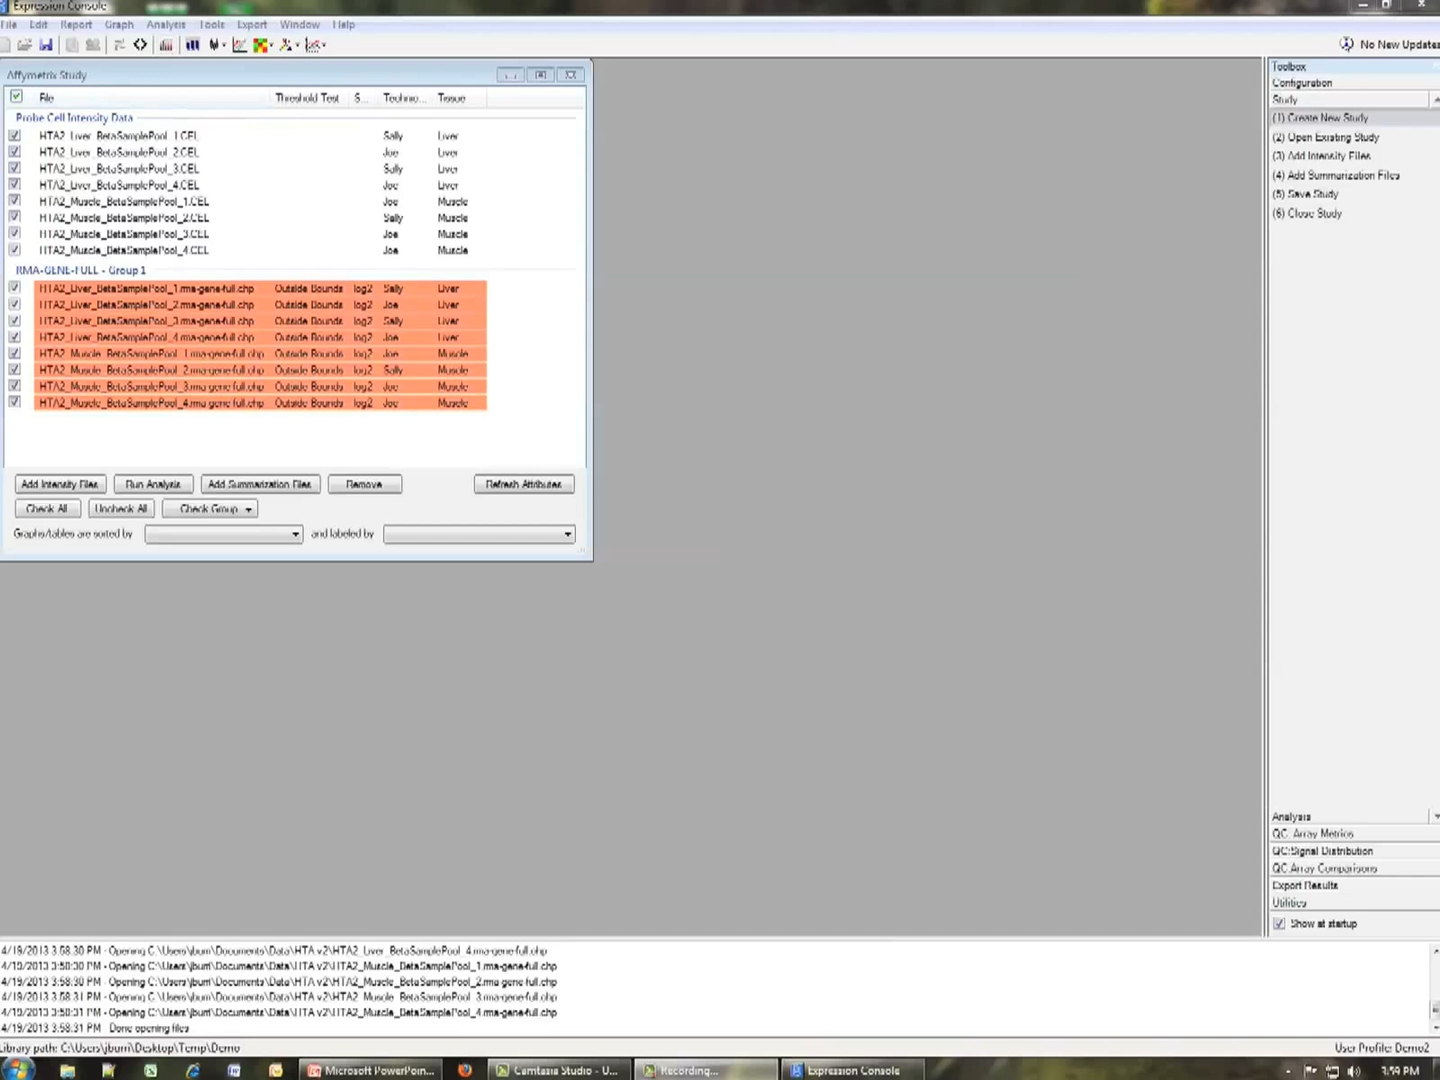 Expression Console
File Edit Report Graph Analysis Tools Export Window Help
No New Updates
Affymetrix Study
File Threshold Test S... Techno... Tissue
Probe Cell Intensity Data
HTA2_Liver_BetaSamplePool_1.CEL Sally Liver
HTA2_Liver_BetaSamplePool_2.CEL Joe Liver
HTA2_Liver_BetaSamplePool_3.CEL Sally Liver
HTA2_Liver_BetaSamplePool_4.CEL Joe Liver
HTA2_Muscle_BetaSamplePool_1.CEL Joe Muscle
HTA2_Muscle_BetaSamplePool_2.CEL Sally Muscle
HTA2_Muscle_BetaSamplePool_3.CEL Joe Muscle
HTA2_Muscle_BetaSamplePool_4.CEL Joe Muscle
RMA-GENE-FULL - Group 1
HTA2_Liver_BetaSamplePool_1.rma-gene-full.chp Outside Bounds log2 Sally Liver
HTA2_Liver_BetaSamplePool_2.rma-gene-full.chp Outside Bounds log2 Joe Liver
HTA2_Liver_BetaSamplePool_3.rma-gene-full.chp Outside Bounds log2 Sally Liver
HTA2_Liver_BetaSamplePool_4.rma-gene-full.chp Outside Bounds log2 Joe Liver
HTA2_Muscle_BetaSamplePool_1.rma-gene-full.chp Outside Bounds log2 Joe Muscle
HTA2_Muscle_BetaSamplePool_2.rma-gene-full.chp Outside Bounds log2 Sally Muscle
HTA2_Muscle_BetaSamplePool_3.rma-gene-full.chp Outside Bounds log2 Joe Muscle
HTA2_Muscle_BetaSamplePool_4.rma-gene-full.chp Outside Bounds log2 Joe Muscle
Add Intensity Files Run Analysis Add Summarization Files Remove Refresh Attributes
Check All Uncheck All Check Group
Graphs/tables are sorted by and labeled by
Toolbox
Configuration
Study
(1) Create New Study
(2) Open Existing Study
(3) Add Intensity Files
(4) Add Summarization Files
(5) Save Study
(6) Close Study
Analysis
QC: Array Metrics
QC:Signal Distribution
QC:Array Comparisons
Export Results
Utilities
Show at startup
4/19/2013 3:58:30 PM - Opening C:\Users\jburri\Documents\Data\HTA v2\HTA2_Liver_BetaSamplePool_4.rma-gene-full.chp
4/19/2013 3:58:30 PM - Opening C:\Users\jburri\Documents\Data\HTA v2\HTA2_Muscle_BetaSamplePool_1.rma-gene-full.chp
4/19/2013 3:58:30 PM - Opening C:\Users\jburri\Documents\Data\HTA v2\HTA2_Muscle_BetaSamplePool_2.rma-gene-full.chp
4/19/2013 3:58:31 PM - Opening C:\Users\jburri\Documents\Data\HTA v2\HTA2_Muscle_BetaSamplePool_3.rma-gene-full.chp
4/19/2013 3:58:31 PM - Opening C:\Users\jburri\Documents\Data\HTA v2\HTA2_Muscle_BetaSamplePool_4.rma-gene-full.chp
4/19/2013 3:58:31 PM - Done opening files
Library path: C:\Users\jburri\Desktop\Temp\Demo User Profile: Demo2
Microsoft PowerPoin... Camtasia Studio - U... Recording... Expression Console 3:59 PM